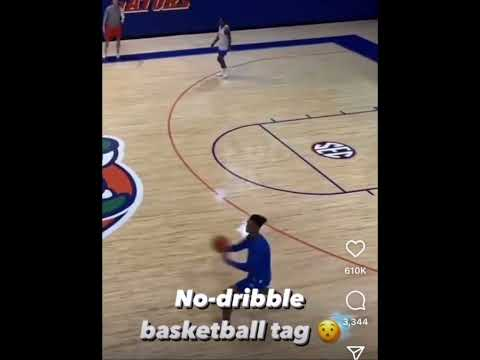 SEC
610K
No-dribble
3,344
basketball tag 😯💨